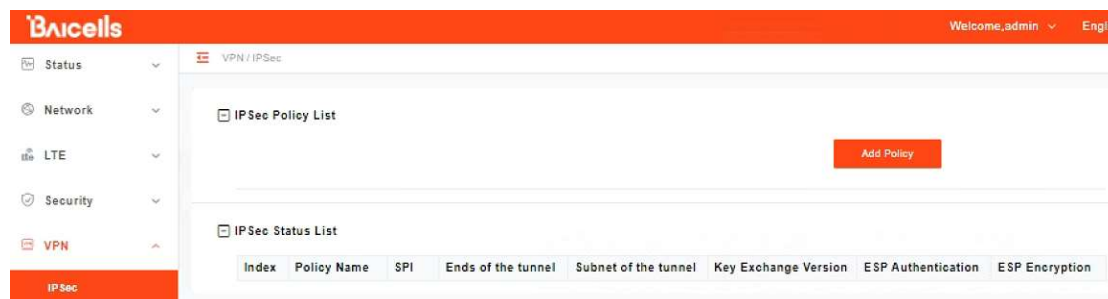 BAicells
Welcome,admin
Status
VPN / IPSec
Network
IPSec Policy List
LTE
Add Policy
Security
IPSec Status List
VPN
Index Policy Name SPI Ends of the tunnel Subnet of the tunnel Key Exchange Version ESP Authentication ESP Encryption
IPSec